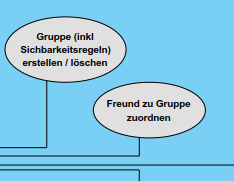 Gruppe (inkl
Sichbarkeitsregeln)
erstellen / löschen
Freund zu Gruppe
zuordnen